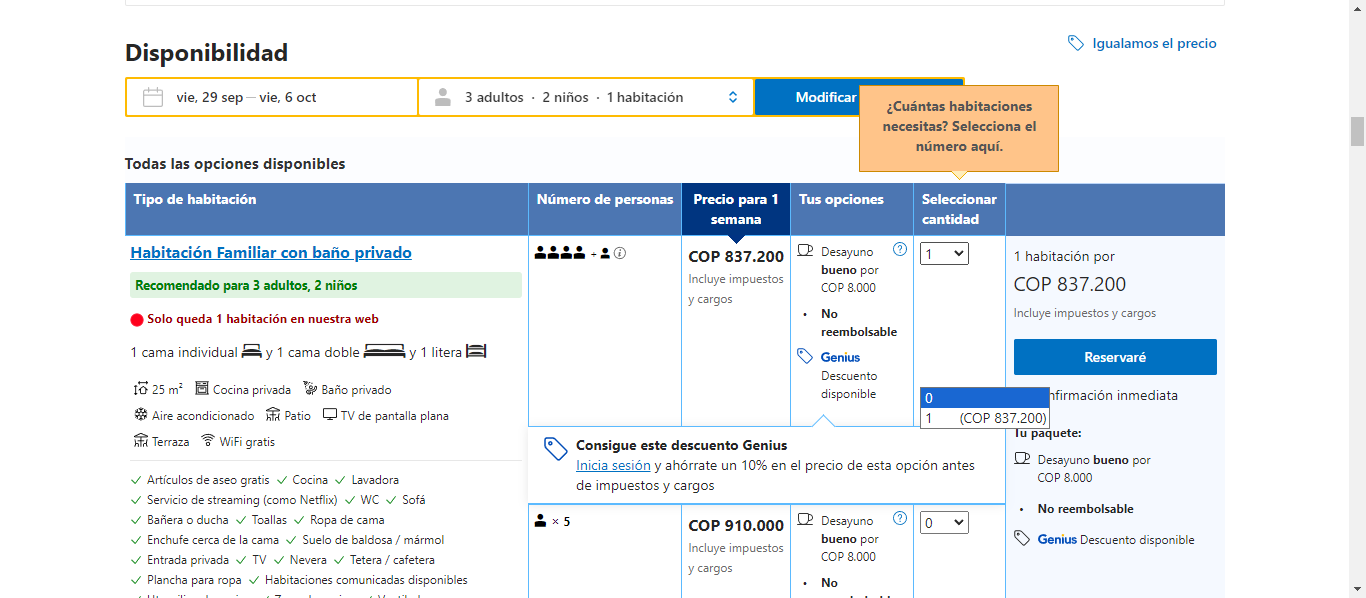 Disponibilidad
Igualamos el precio
vie, 29 sep — vie, 6 oct
3 adultos · 2 niños · 1 habitación
Modificar
¿Cuántas habitaciones
necesitas? Selecciona el
número aquí.
Todas las opciones disponibles
Tipo de habitación
Número de personas
Precio para 1
semana
Tus opciones
Seleccionar
cantidad
Habitación Familiar con baño privado
Recomendado para 3 adultos, 2 niños
Solo queda 1 habitación en nuestra web
1 cama individual y 1 cama doble y 1 litera
25 m² Cocina privada Baño privado
Aire acondicionado Patio TV de pantalla plana
Terraza WiFi gratis
Artículos de aseo gratis Cocina Lavadora
Servicio de streaming (como Netflix) WC Sofá
Bañera o ducha Toallas Ropa de cama
Enchufe cerca de la cama Suelo de baldosa / mármol
Entrada privada TV Nevera Tetera / cafetera
Plancha para ropa Habitaciones comunicadas disponibles
+
COP 837.200
Incluye impuestos
y cargos
Desayuno
bueno por
COP 8.000
• No
reembolsable
Genius
Descuento
disponible
1
0
1 (COP 837.200)
Consigue este descuento Genius
Inicia sesión y ahórrate un 10% en el precio de esta opción antes
de impuestos y cargos
× 5
COP 910.000
Incluye impuestos
y cargos
Desayuno
bueno por
COP 8.000
• No
0
1 habitación por
COP 837.200
Incluye impuestos y cargos
Reservaré
nfirmación inmediata
Tu paquete:
Desayuno bueno por
COP 8.000
• No reembolsable
Genius Descuento disponible